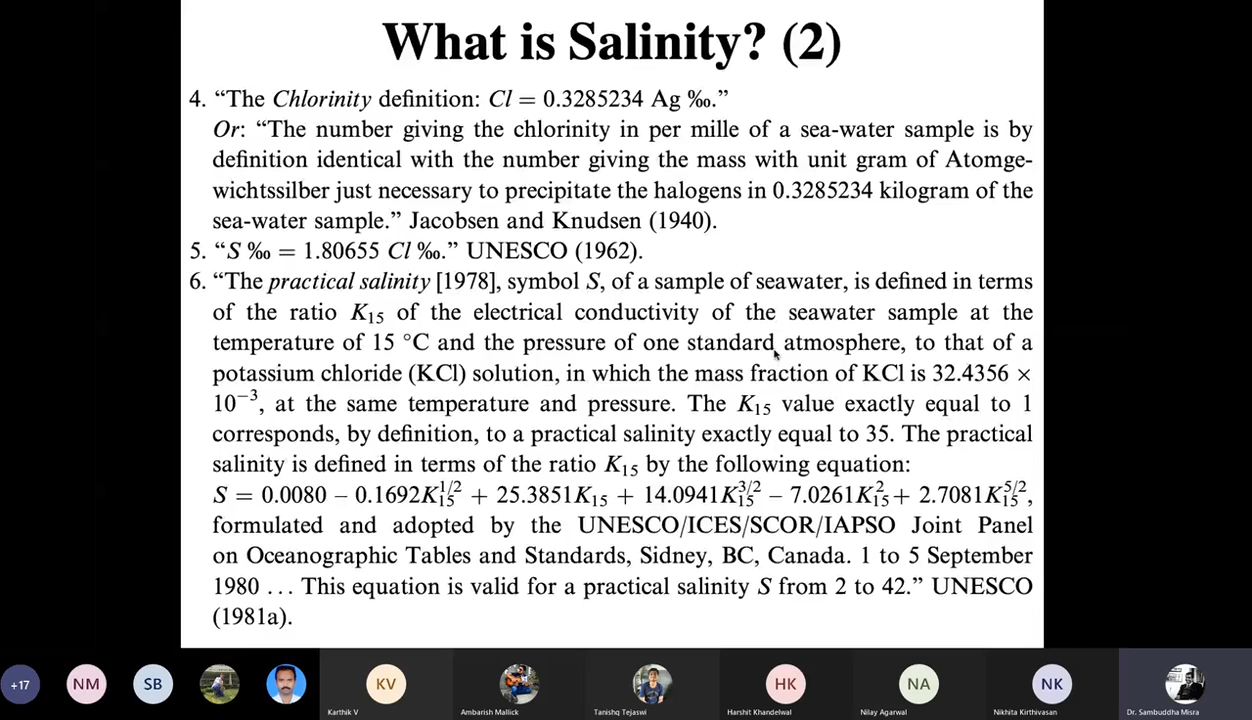 What is Salinity? (2)
4. “The Chlorinity definition: Cl = 0.3285234 Ag ‰.”
Or: “The number giving the chlorinity in per mille of a sea-water sample is by
definition identical with the number giving the mass with unit gram of Atomge-
wichtssilber just necessary to precipitate the halogens in 0.3285234 kilogram of the
sea-water sample.” Jacobsen and Knudsen (1940).
5. “S ‰ = 1.80655 Cl ‰.” UNESCO (1962).
6. “The practical salinity [1978], symbol S, of a sample of seawater, is defined in terms
of the ratio K₁₅ of the electrical conductivity of the seawater sample at the
temperature of 15 °C and the pressure of one standard atmosphere, to that of a
potassium chloride (KCl) solution, in which the mass fraction of KCl is 32.4356 ×
10⁻³, at the same temperature and pressure. The K₁₅ value exactly equal to 1
corresponds, by definition, to a practical salinity exactly equal to 35. The practical
salinity is defined in terms of the ratio K₁₅ by the following equation:
S = 0.0080 − 0.1692K₁₅^1/2 + 25.3851K₁₅ + 14.0941K₁₅^3/2 − 7.0261K₁₅^2 + 2.7081K₁₅^5/2,
formulated and adopted by the UNESCO/ICES/SCOR/IAPSO Joint Panel
on Oceanographic Tables and Standards, Sidney, BC, Canada. 1 to 5 September
1980 ... This equation is valid for a practical salinity S from 2 to 42.” UNESCO
(1981a).
+17 NM SB KV HK NA NK
Karthik V Ambarish Mallick Tanishq Tejaswi Harshit Khandelwal Nilay Agarwal Nikhita Kirthivasan Dr. Sambuddha Misra